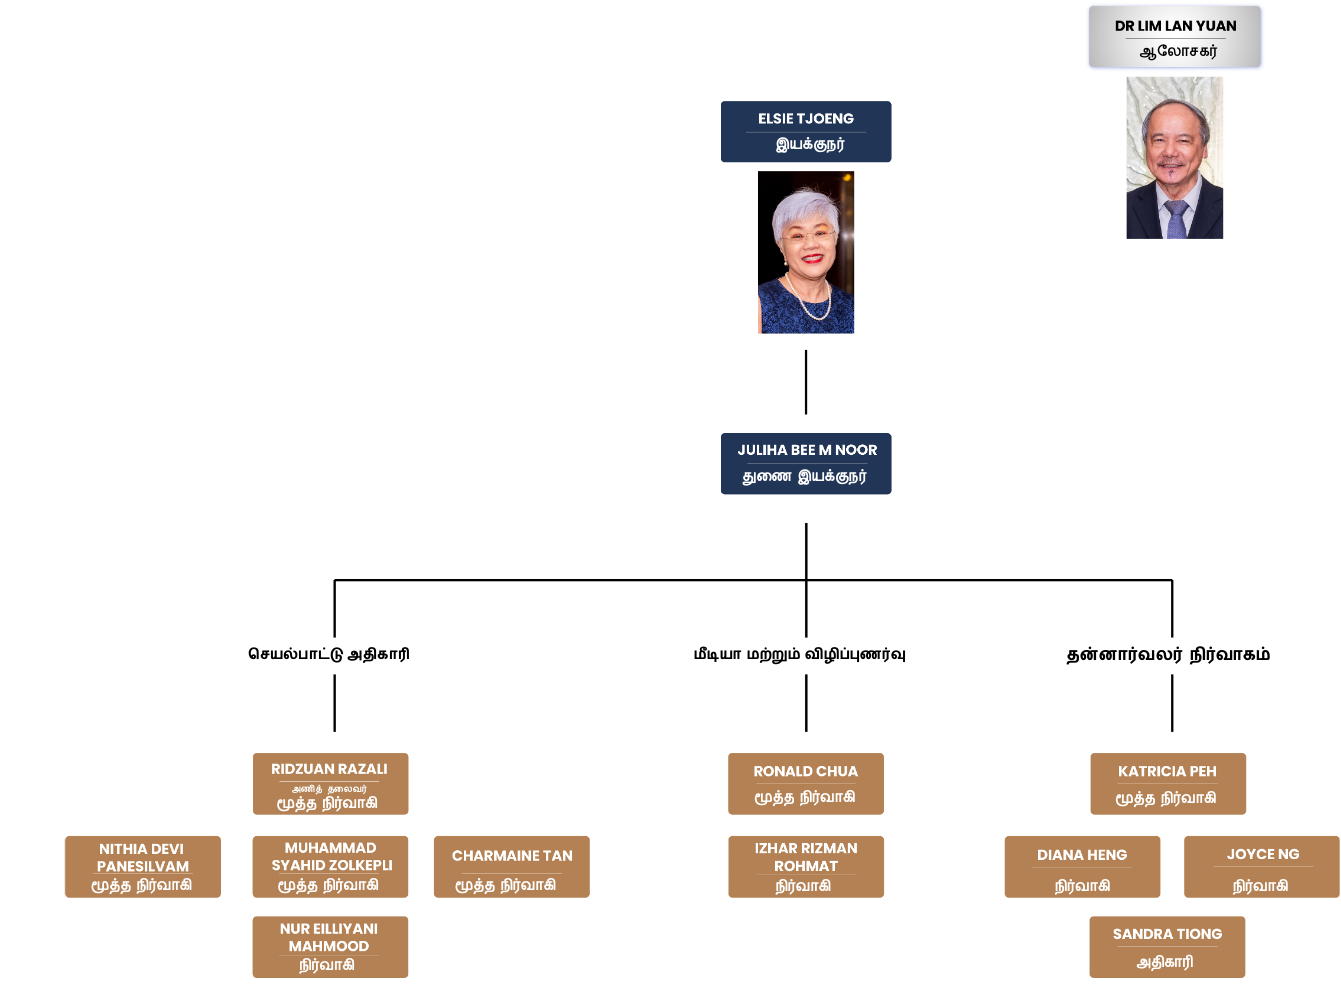 DR LIM LAN YUAN
ஆலோசகர்
ELSIE TJOENG
இயக்குநர்
JULIHA BEE M NOOR
துணை இயக்குநர்
செயல்பாட்டு அதிகாரி
மீடியா மற்றும் விழிப்புணர்வு
தன்னார்வலர் நிர்வாகம்
RIDZUAN RAZALI
அணித் தலைவர்
மூத்த நிர்வாகி
RONALD CHUA
மூத்த நிர்வாகி
KATRICIA PEH
மூத்த நிர்வாகி
NITHIA DEVI
PANESILVAM
மூத்த நிர்வாகி
MUHAMMAD
SYAHID ZOLKEPLI
மூத்த நிர்வாகி
CHARMAINE TAN
மூத்த நிர்வாகி
IZHAR RIZMAN
ROHMAT
நிர்வாகி
DIANA HENG
நிர்வாகி
JOYCE NG
நிர்வாகி
NUR EILLIYANI
MAHMOOD
நிர்வாகி
SANDRA TIONG
அதிகாரி